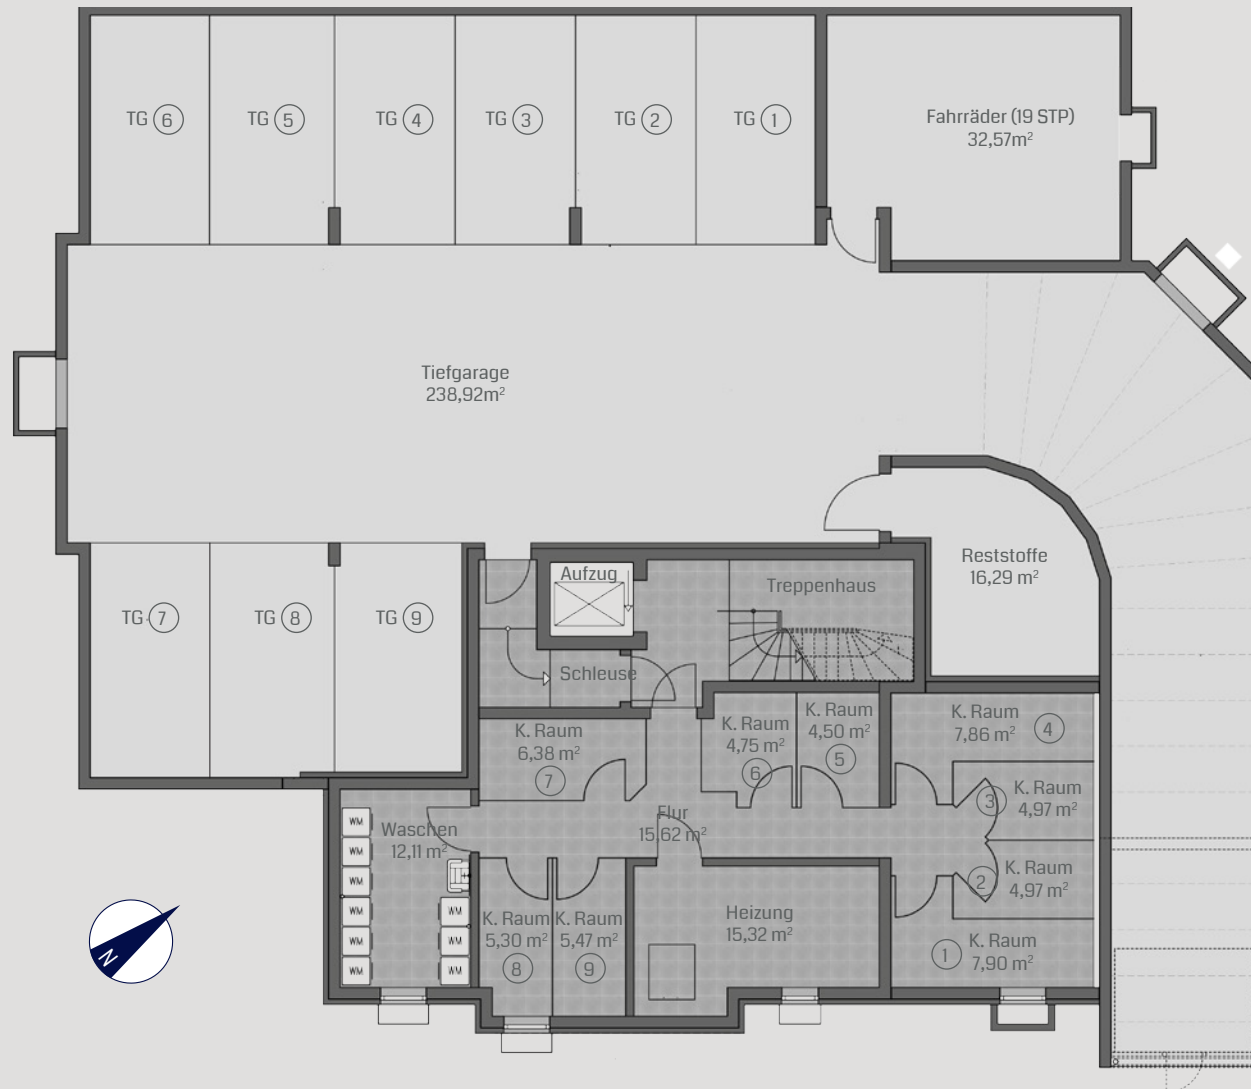 TG 6
TG 5
TG 4
TG 3
TG 2
TG 1
Fahrräder (19 STP)
32,57m²
Tiefgarage
238,92m²
TG 7
TG 8
TG 9
Aufzug
Treppenhaus
Schleuse
Reststoffe
16,29 m²
K. Raum
6,38 m²
7
K. Raum
4,75 m²
6
K. Raum
4,50 m²
5
K. Raum
7,86 m²
4
3
K. Raum
4,97 m²
2
K. Raum
4,97 m²
1
K. Raum
7,90 m²
Flur
15,62 m²
Waschen
12,11 m²
WM
WM
WM
WM
WM
WM
WM
WM
WM
K. Raum
5,30 m²
8
K. Raum
5,47 m²
9
Heizung
15,32 m²
N